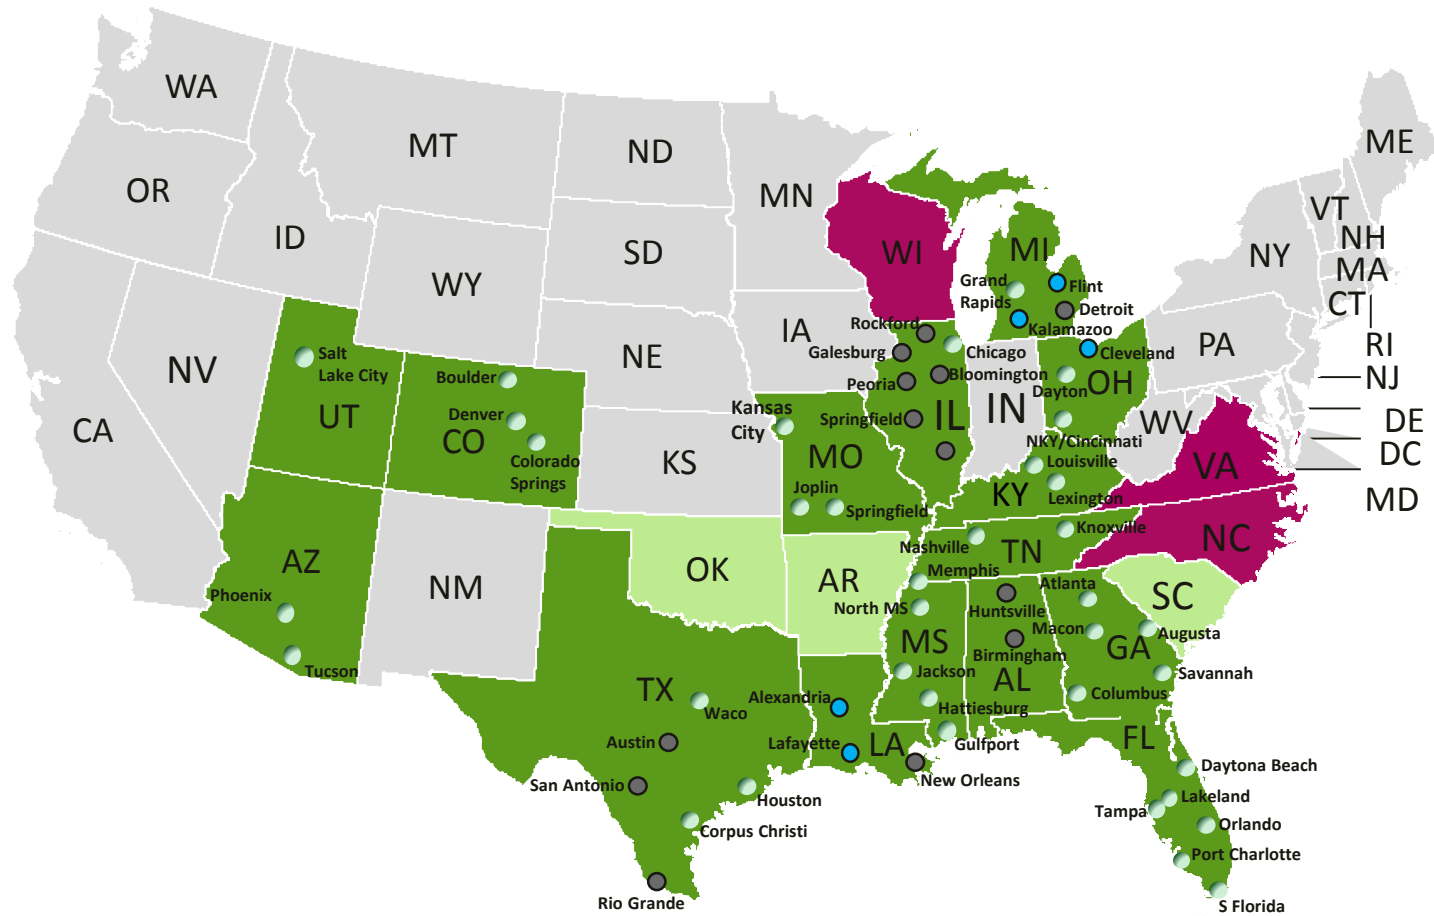 WA
MT
ND
ME
OR
MN
VT
ID
SD
WI
MI
NH
NY
MA
WY
Grand
Rapids
Flint
CT
Detroit
Rockford
Kalamazoo
IA
PA
RI
NE
Galesburg
Chicago
Cleveland
NV
Salt
Lake City
Boulder
Peoria
Bloomington
Dayton
OH
NJ
UT
Denver
CO
Kansas
City
Springfield
IL
IN
WV
DE
CA
NKY/Cincinnati
MO
KS
Colorado
Springs
Louisville
VA
DC
Joplin
Springfield
KY
Lexington
MD
Knoxville
NC
Nashville
TN
AZ
OK
AR
Memphis
Atlanta
NM
SC
Phoenix
North MS
Huntsville
Macon
Augusta
MS
Birmingham
GA
Tucson
Jackson
AL
Savannah
TX
Alexandria
Columbus
Waco
Hattiesburg
Austin
Lafayette
LA
Gulfport
FL
New Orleans
Daytona Beach
San Antonio
Houston
Lakeland
Tampa
Orlando
Corpus Christi
Port Charlotte
Rio Grande
S Florida